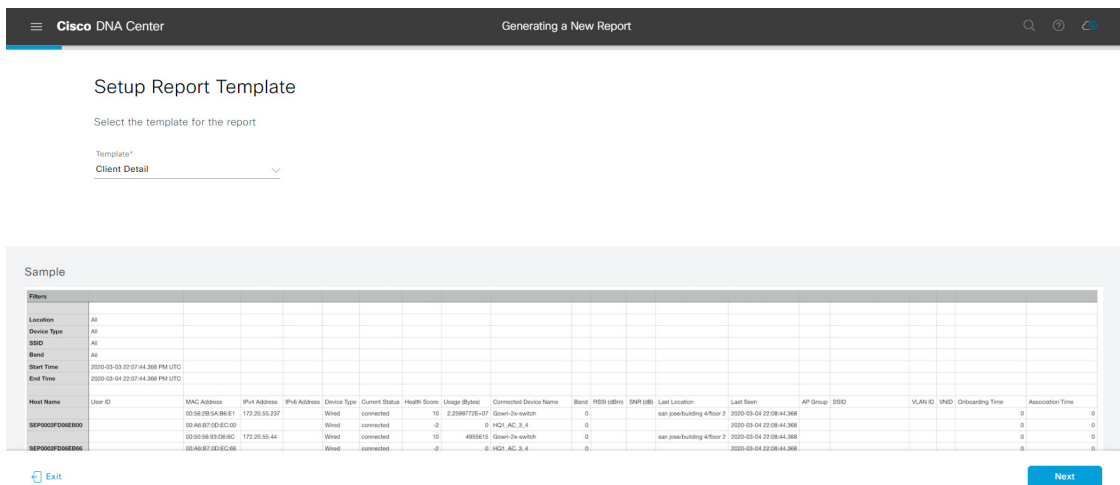 Cisco DNA Center
Generating a New Report
Setup Report Template
Select the template for the report
Template*
Client Detail
Sample
Filters
Location All
Device Type All
SSID All
Band All
Start Time 2020-03-03 22:07:44.368 PM UTC
End Time 2020-03-04 22:07:44.368 PM UTC
Host Name User ID MAC Address IPv4 Address IPv6 Address Device Type Current Status Health Score Usage (Bytes) Connected Device Name Band RSSI (dBm) SNR (dB) Last Location Last Seen AP Group SSID VLAN ID VNID Onboarding Time Association Time
00:56:2B:5A:B6:E1 172.20.55.237 Wired connected 10 2.2599772E+07 Gowri-2x-switch 0 san jose/building 4/floor 2 2020-03-04 22:08:44.368 0 0
SEP0002FD06EB00 00:A6:B7:0D:EC:00 Wired connected -2 0 HQ1_AC_3_4 0 2020-03-04 22:08:44.368 0 0
00:50:56:93:D6:6C 172.20.55.44 Wired connected 10 4955615 Gowri-2x-switch 0 san jose/building 4/floor 2 2020-03-04 22:08:44.368 0 0
SEP0002FD06EB66 00:A6:B7:0D:EC:66 Wired connected -2 0 HQ1_AC_3_4 0 2020-03-04 22:08:44.368 0 0
Exit
Next